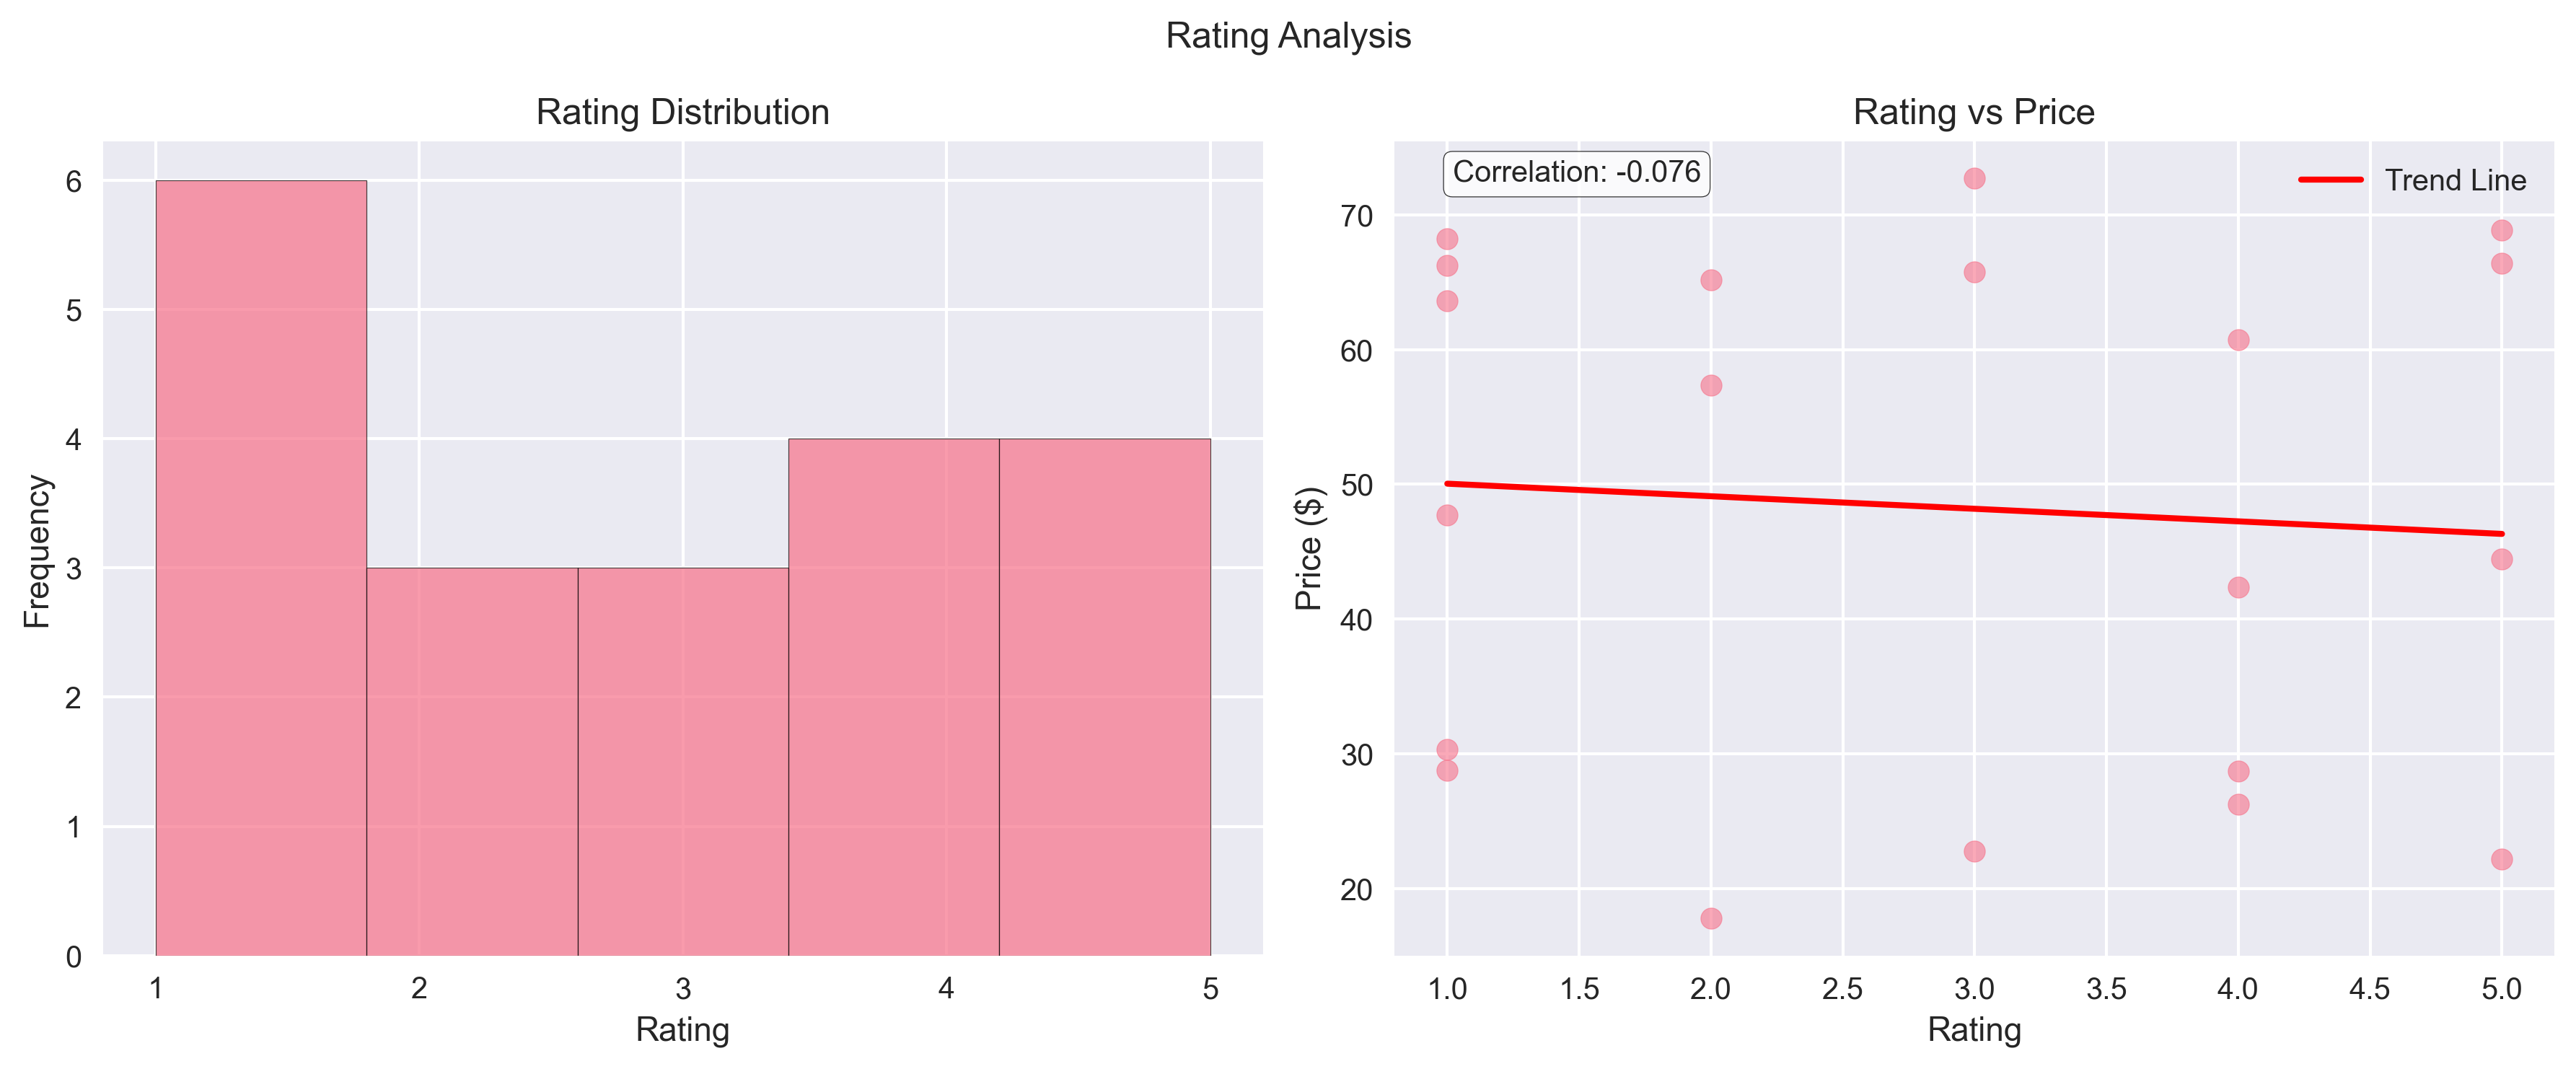 Rating Analysis
Rating Distribution
6
5
4
3
2
1
0
Frequency
1 2 3 4 5
Rating
Rating vs Price
Correlation: -0.076
Trend Line
70
60
50
40
30
20
Price ($)
1.0 1.5 2.0 2.5 3.0 3.5 4.0 4.5 5.0
Rating